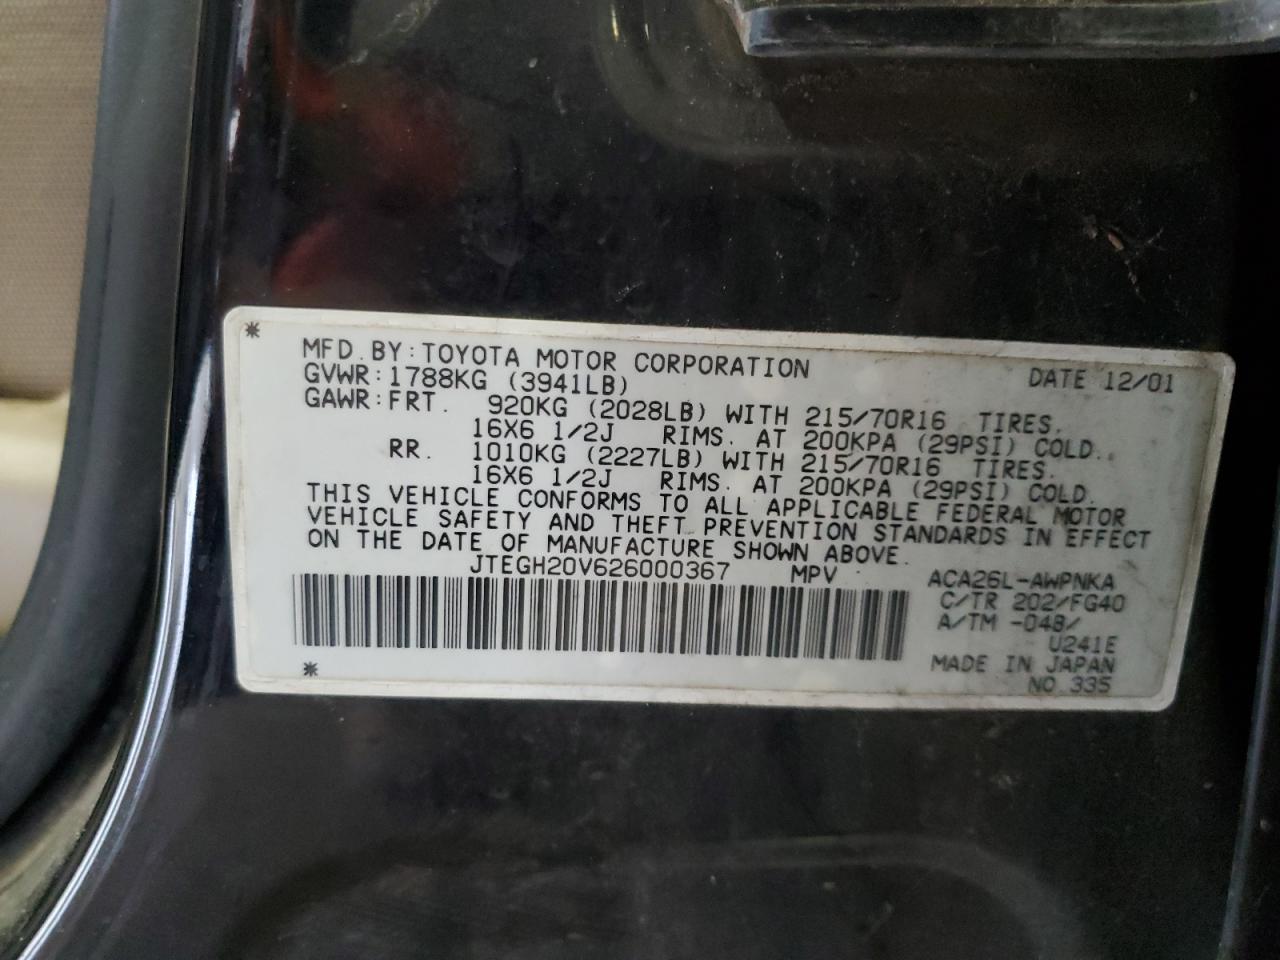 MFD. BY: TOYOTA MOTOR CORPORATION DATE 12/01
GVWR: 1788KG (3941LB)
GAWR: FRT. 920KG (2028LB) WITH 215/70R16 TIRES.
16X6 1/2J RIMS. AT 200KPA (29PSI) COLD.
RR. 1010KG (2227LB) WITH 215/70R16 TIRES.
16X6 1/2J RIMS. AT 200KPA (29PSI) COLD.
THIS VEHICLE CONFORMS TO ALL APPLICABLE FEDERAL MOTOR
VEHICLE SAFETY AND THEFT PREVENTION STANDARDS IN EFFECT
ON THE DATE OF MANUFACTURE SHOWN ABOVE.
JTEGH20V626000367 MPV
ACA26L-AWPNKA
C/TR 202/FG40
A/TM -048/
U241E
MADE IN JAPAN
NO 335